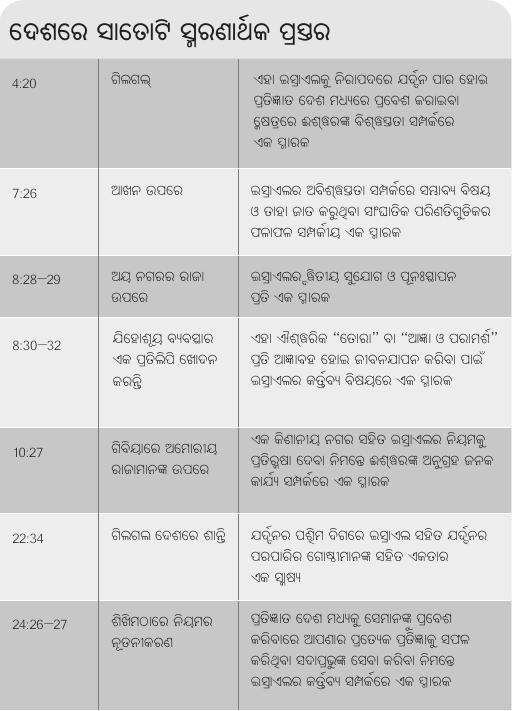 ଦେଶରେ ସାତୋଟି ସ୍ମରଣାର୍ଥକ ପ୍ରସ୍ତର
4:20
ଗିଲଗଲ୍
ଏହା ଇସ୍ରାଏଲକୁ ନିରାପଦରେ ଯର୍ଦ୍ଦନ ପାର ହୋଇ
ପ୍ରତିଜ୍ଞାତ ଦେଶ ମଧ୍ୟରେ ପ୍ରବେଶ କରାଇବା
କ୍ଷେତ୍ରରେ ଈଶ୍ୱରଙ୍କ ବିଶ୍ୱସ୍ତତା ସମ୍ପର୍କରେ
ଏକ ସ୍ମାରକ
7:26
ଆଖନ ଉପରେ
ଇସ୍ରାଏଲର ଅବିଶ୍ୱସ୍ତତା ସମ୍ପର୍କରେ ସମ୍ଭାବ୍ୟ ବିଷୟ
ଓ ତାହା ଜାତ କରୁଥିବା ସାଂଘାତିକ ପରିଣତିଗୁଡିକର
ଫଳାଫଳ ସମ୍ପର୍କୀୟ ଏକ ସ୍ମାରକ
8:28–29
ଅୟ ନଗରର ରାଜା
ଉପରେ
ଇସ୍ରାଏଲର ଦ୍ୱିତୀୟ ସୁଯୋଗ ଓ ପୂନଃସ୍ଥାପନ
ପ୍ରତି ଏକ ସ୍ମାରକ
8:30–32
ଯିହୋଶୂୟ ବ୍ୟବସ୍ଥାର
ଏକ ପ୍ରତିଲିପି ଖୋଦନ
କରନ୍ତି
ଏହା ଐଶ୍ୱରିକ “ତୋରା” ବା “ଆଜ୍ଞା ଓ ପରାମର୍ଶ”
ପ୍ରତି ଆଜ୍ଞାବହ ହୋଇ ଜୀବନଯାପନ କରିବା ପାଇଁ
ଇସ୍ରାଏଲର କର୍ତ୍ତବ୍ୟ ବିଷୟରେ ଏକ ସ୍ମାରକ
10:27
ଗିବିୟାରେ ଅମୋରୀୟ
ରାଜାମାନଙ୍କ ଉପରେ
ଏକ କିଣାନୀୟ ନଗର ସହିତ ଇସ୍ରାଏଲର ନିୟମକୁ
ପ୍ରତିରକ୍ଷା ଦେବା ନିମନ୍ତେ ଈଶ୍ୱରଙ୍କ ଅନୁଗ୍ରହ ଜନକ
କାର୍ଯ୍ୟ ସମ୍ପର୍କରେ ଏକ ସ୍ମାରକ
22:34
ଗିଲଗଲ ଦେଶରେ ଶାନ୍ତି
ଯର୍ଦ୍ଦନର ପଶ୍ଚିମ ଦିଗରେ ଇସ୍ରାଏଲ ସହିତ ଯର୍ଦ୍ଦନର
ପରପାରିର ଗୋଷ୍ଠୀମାନଙ୍କ ସହିତ ଏକତାର
ଏକ ସାକ୍ଷ୍ୟ
24:26–27
ଶିଖିମଠାରେ ନିୟମର
ନୂତନୀକରଣ
ପ୍ରତିଜ୍ଞାତ ଦେଶ ମଧ୍ୟକୁ ସେମାନଙ୍କୁ ପ୍ରବେଶ
କରିବାରେ ଆପଣାର ପ୍ରତ୍ୟେକ ପ୍ରତିଜ୍ଞାକୁ ସଫଳ
କରିଥିବା ସଦାପ୍ରଭୁଙ୍କ ସେବା କରିବା ନିମନ୍ତେ
ଇସ୍ରାଏଲର କର୍ତ୍ତବ୍ୟ ସମ୍ପର୍କରେ ଏକ ସ୍ମାରକ